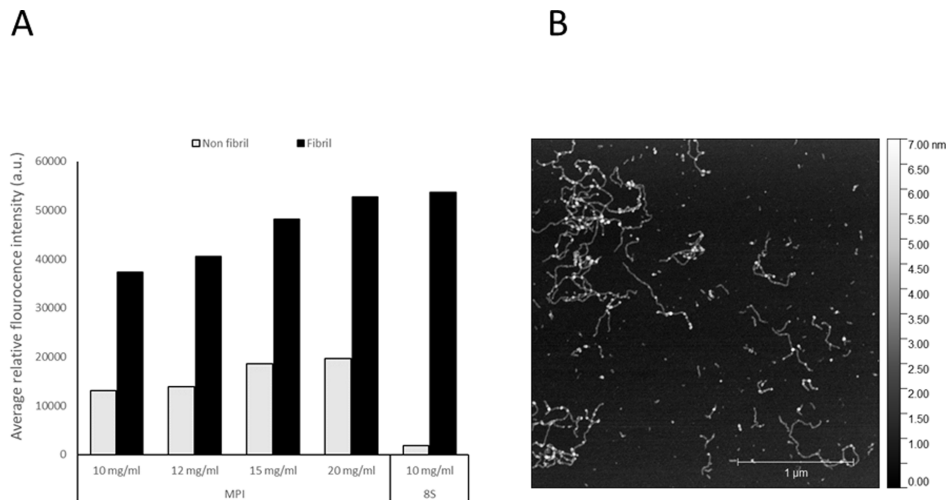 A
B
Non fibril
Fibril
Average relative flourocence intensity (a.u.)
60000
50000
40000
30000
20000
10000
0
10 mg/ml
12 mg/ml
15 mg/ml
20 mg/ml
10 mg/ml
MPI
8S
7.00 nm
6.50
5.50
5.00
4.50
4.00
3.50
3.00
2.50
2.00
1.50
1.00
0.00
1 μm